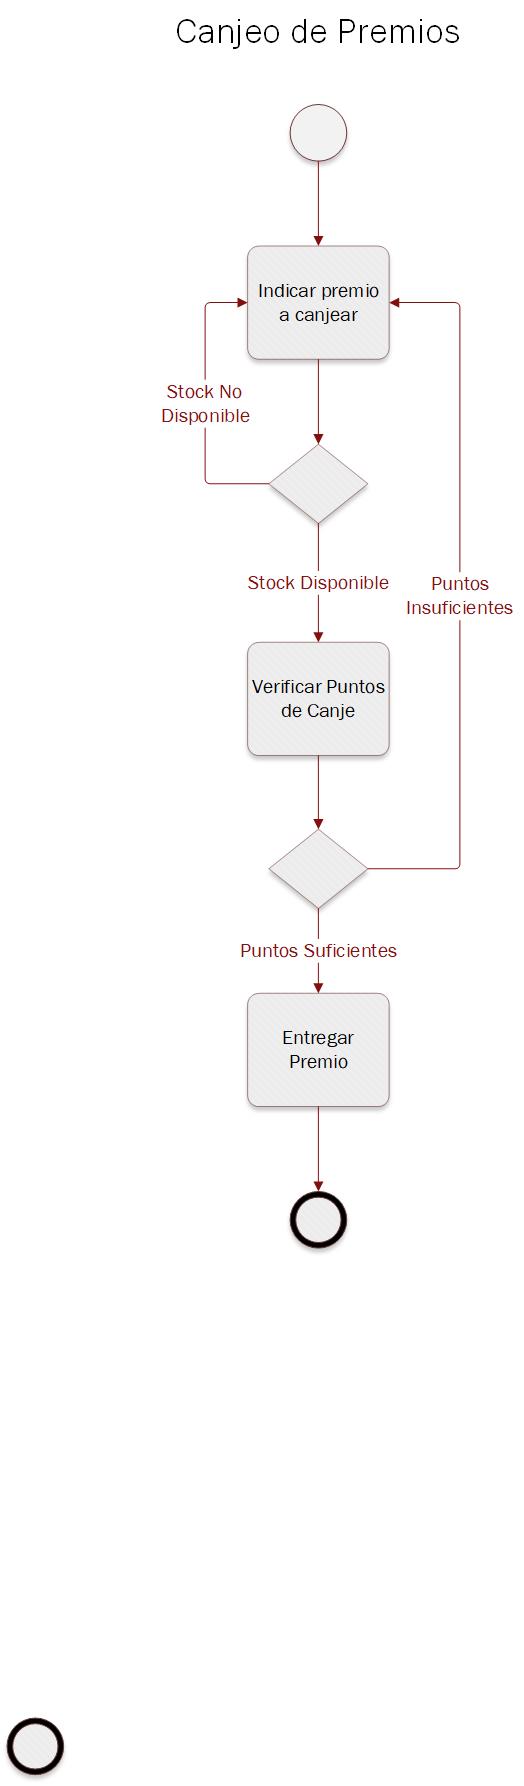 Canjeo de Premios
Indicar premio
a canjear
Stock No
Disponible
Stock Disponible
Puntos
Insuficientes
Verificar Puntos
de Canje
Puntos Suficientes
Entregar
Premio